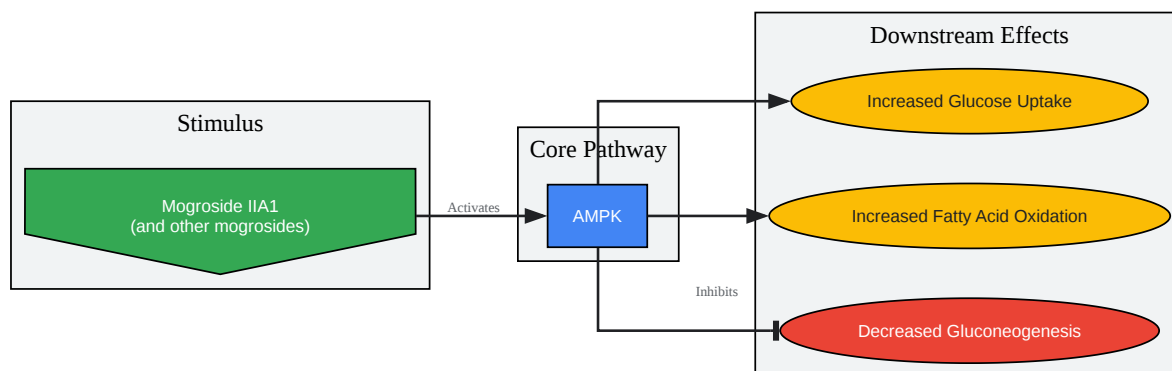 Stimulus
Mogroside IIA1
(and other mogrosides)
Activates
Core Pathway
AMPK
Inhibits
Downstream Effects
Increased Glucose Uptake
Increased Fatty Acid Oxidation
Decreased Gluconeogenesis